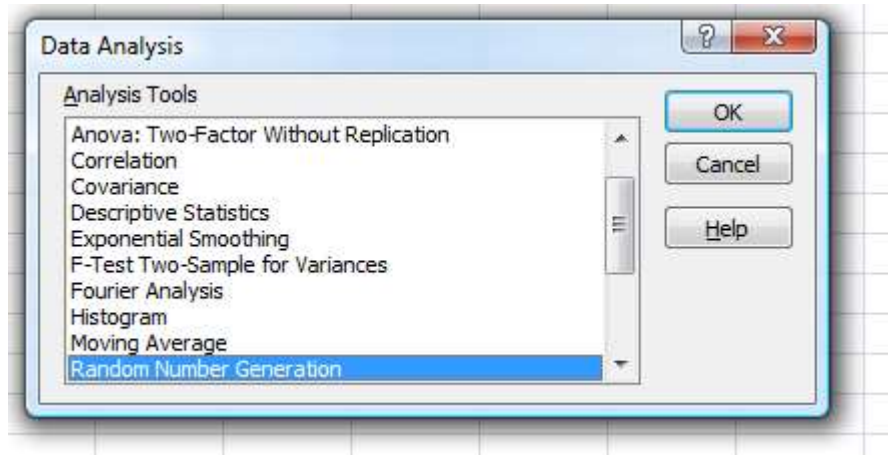 Data Analysis
Analysis Tools
Anova: Two-Factor Without Replication
Correlation
Covariance
Descriptive Statistics
Exponential Smoothing
F-Test Two-Sample for Variances
Fourier Analysis
Histogram
Moving Average
Random Number Generation
OK
Cancel
Help